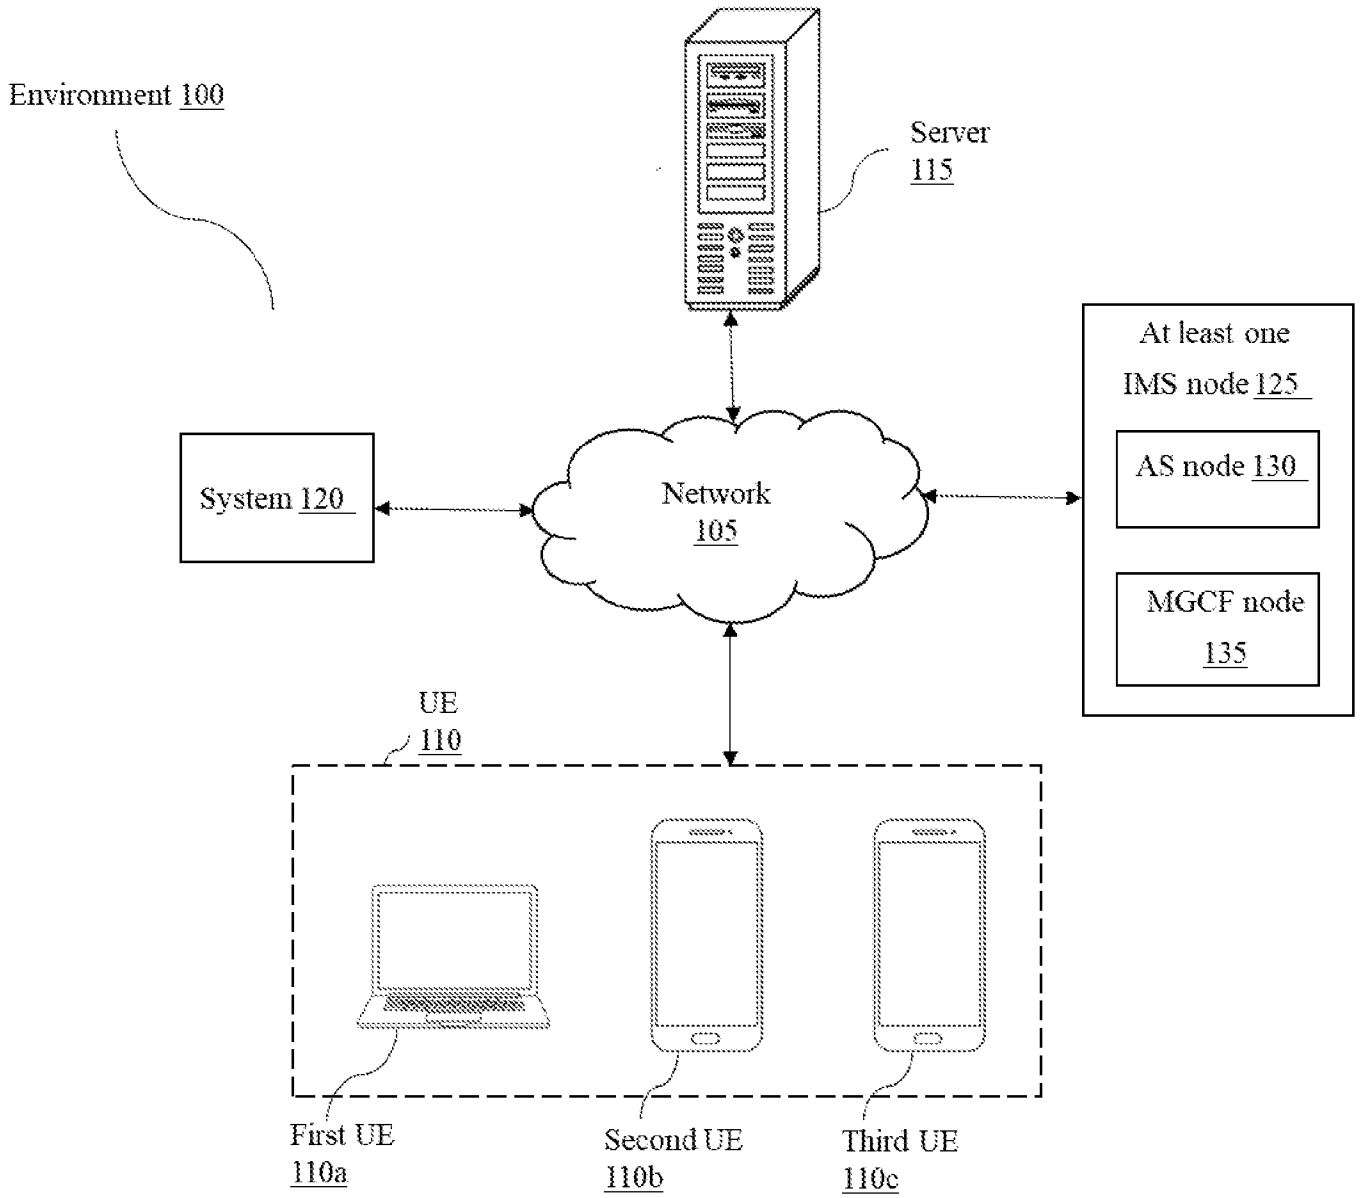 Environment 100
Server
115
At least one
IMS node 125
AS node 130
System 120
Network
105
MGCF node
135
UE
110
First UE
110a
Second UE
110b
Third UE
110c